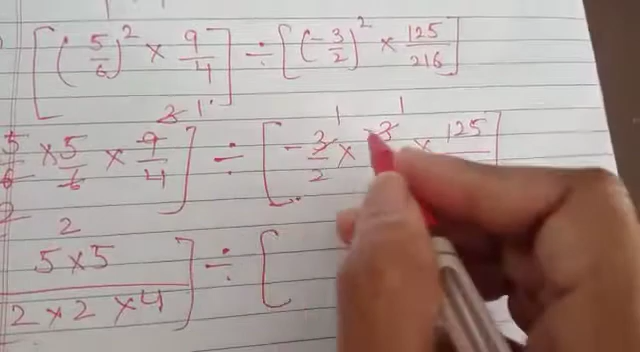 [(5/6)² × 9/4] ÷ [(-3/2)² × 125/216]
5/6 × 5/6 × 9/4] ÷ [-3/2 × -3 × 125
5×5 / 2×2×4] ÷ [